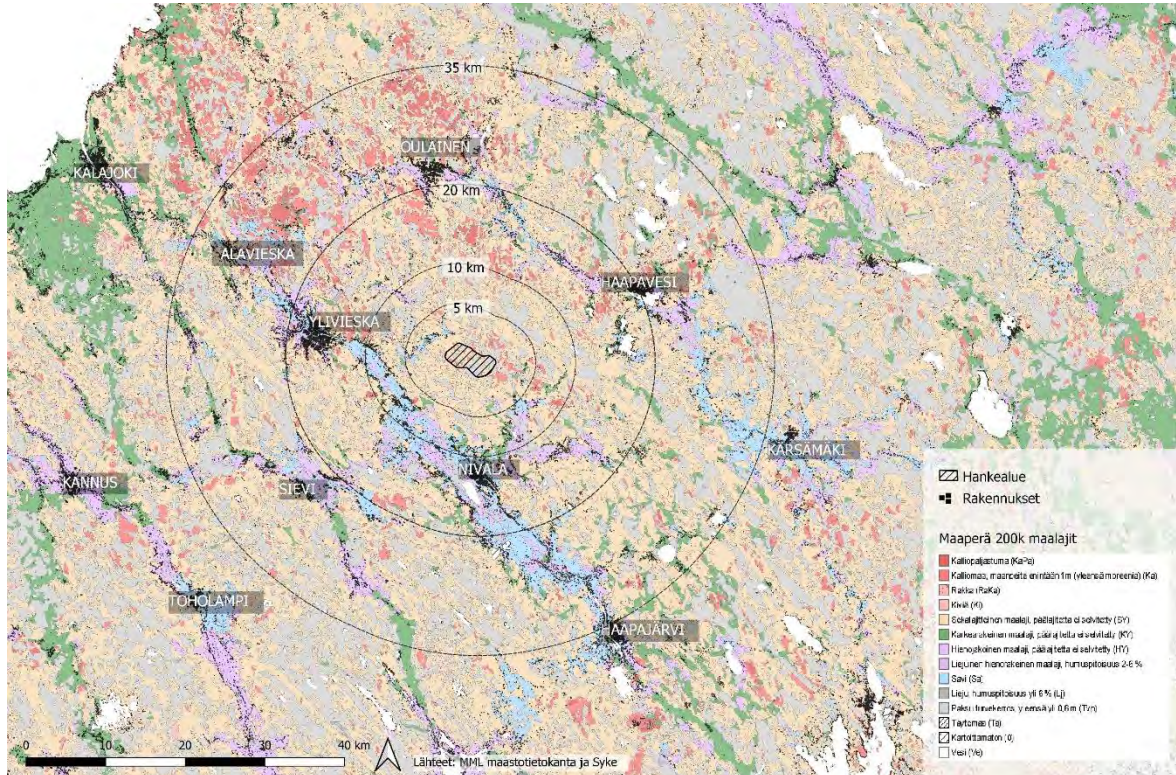 35 km
OULAINEN
KALAJOKI
20 km
ALAVIESKA
10 km
HAAPAVESI
5 km
YLIVIESKA
KÄRSÄMÄKI
NIVALA
KANNUS
SIEVI
Hankealue
Rakennukset
Maaperä 200k maalajit
Kalliopaljastuma (KaPa)
Kalliomaa, maapeite enintään 1m (yleensä moreenia) (Ka)
Rakka (RaKa)
Kiviä (Ki)
Sekalajitteinen maalaji, päälajitetta ei selvitetty (SY)
Karkearakeinen maalaji, päälajitetta ei selvitetty (KY)
Hienojakoinen maalaji, päälajitetta ei selvitetty (HY)
Liejuinen hienorakeinen maalaji, humuspitoisuus 2-6 %
Savi (Sa)
Lieju, humuspitoisuus yli 6 % (Lj)
Paksu turvekerros, yleensä yli 0,6 m (Tvp)
Täytemaa (Ta)
Kartoittamaton (0)
Vesi (Ve)
TOHOLAMPI
HAAPAJÄRVI
0 10 20 30 40 km
Lähteet: MML maastotietokanta ja Syke